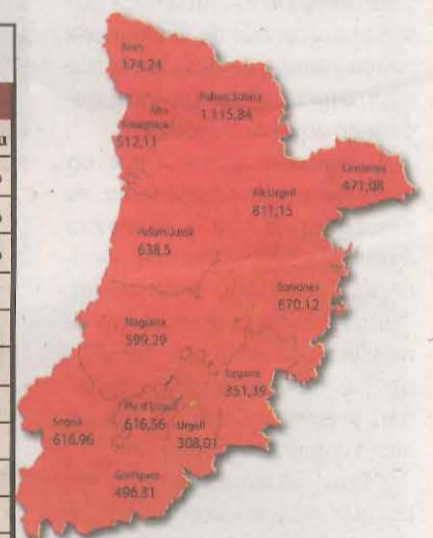 u
Aran
174,24
Pallars Sobirà
1.115,84
Alta
Ribagorça
512,11
Cerdanya
471,08
Alt Urgell
811,15
Pallars Jussà
638,5
Solsonès
670,12
Noguera
599,29
Segarra
351,39
Pla d'Urgell
616,56
Segrià
616,96
Urgell
308,01
Garrigues
496,31